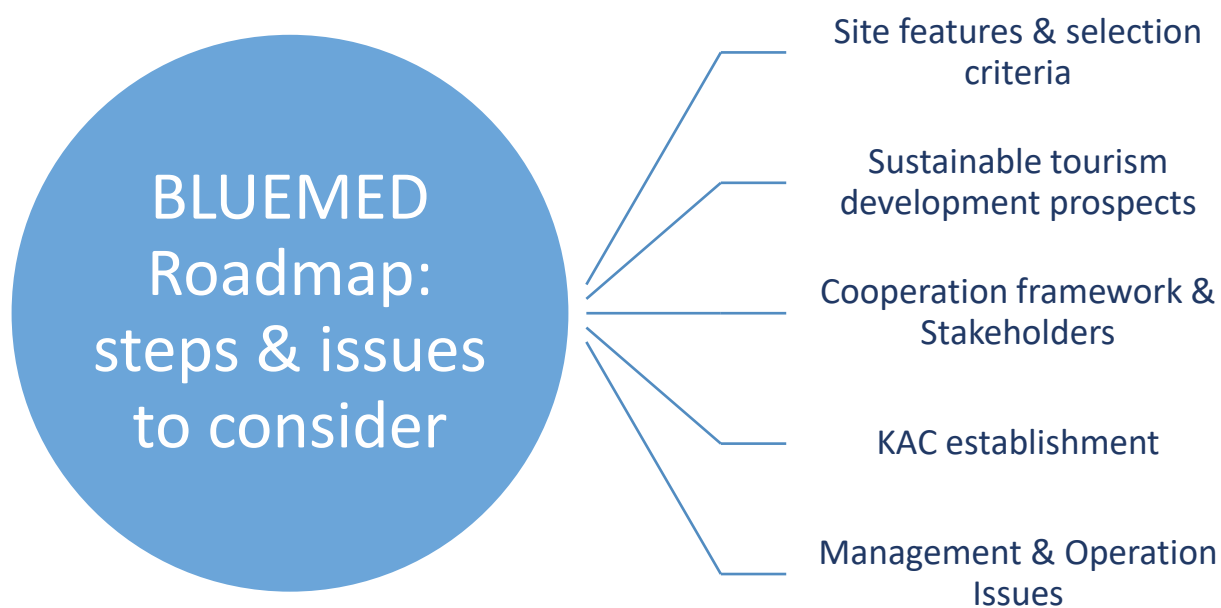 BLUEMED
Roadmap:
steps & issues
to consider
Site features & selection
criteria
Sustainable tourism
development prospects
Cooperation framework &
Stakeholders
KAC establishment
Management & Operation
Issues